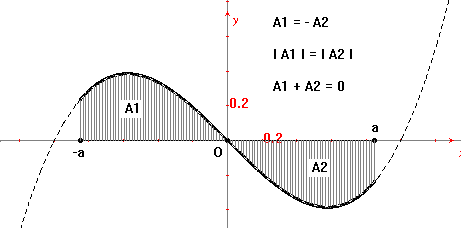 A1 = - A2
y
| A1 | = | A2 |
A1 + A2 = 0
A1
0.2
a
0.2
-a
O
A2
x